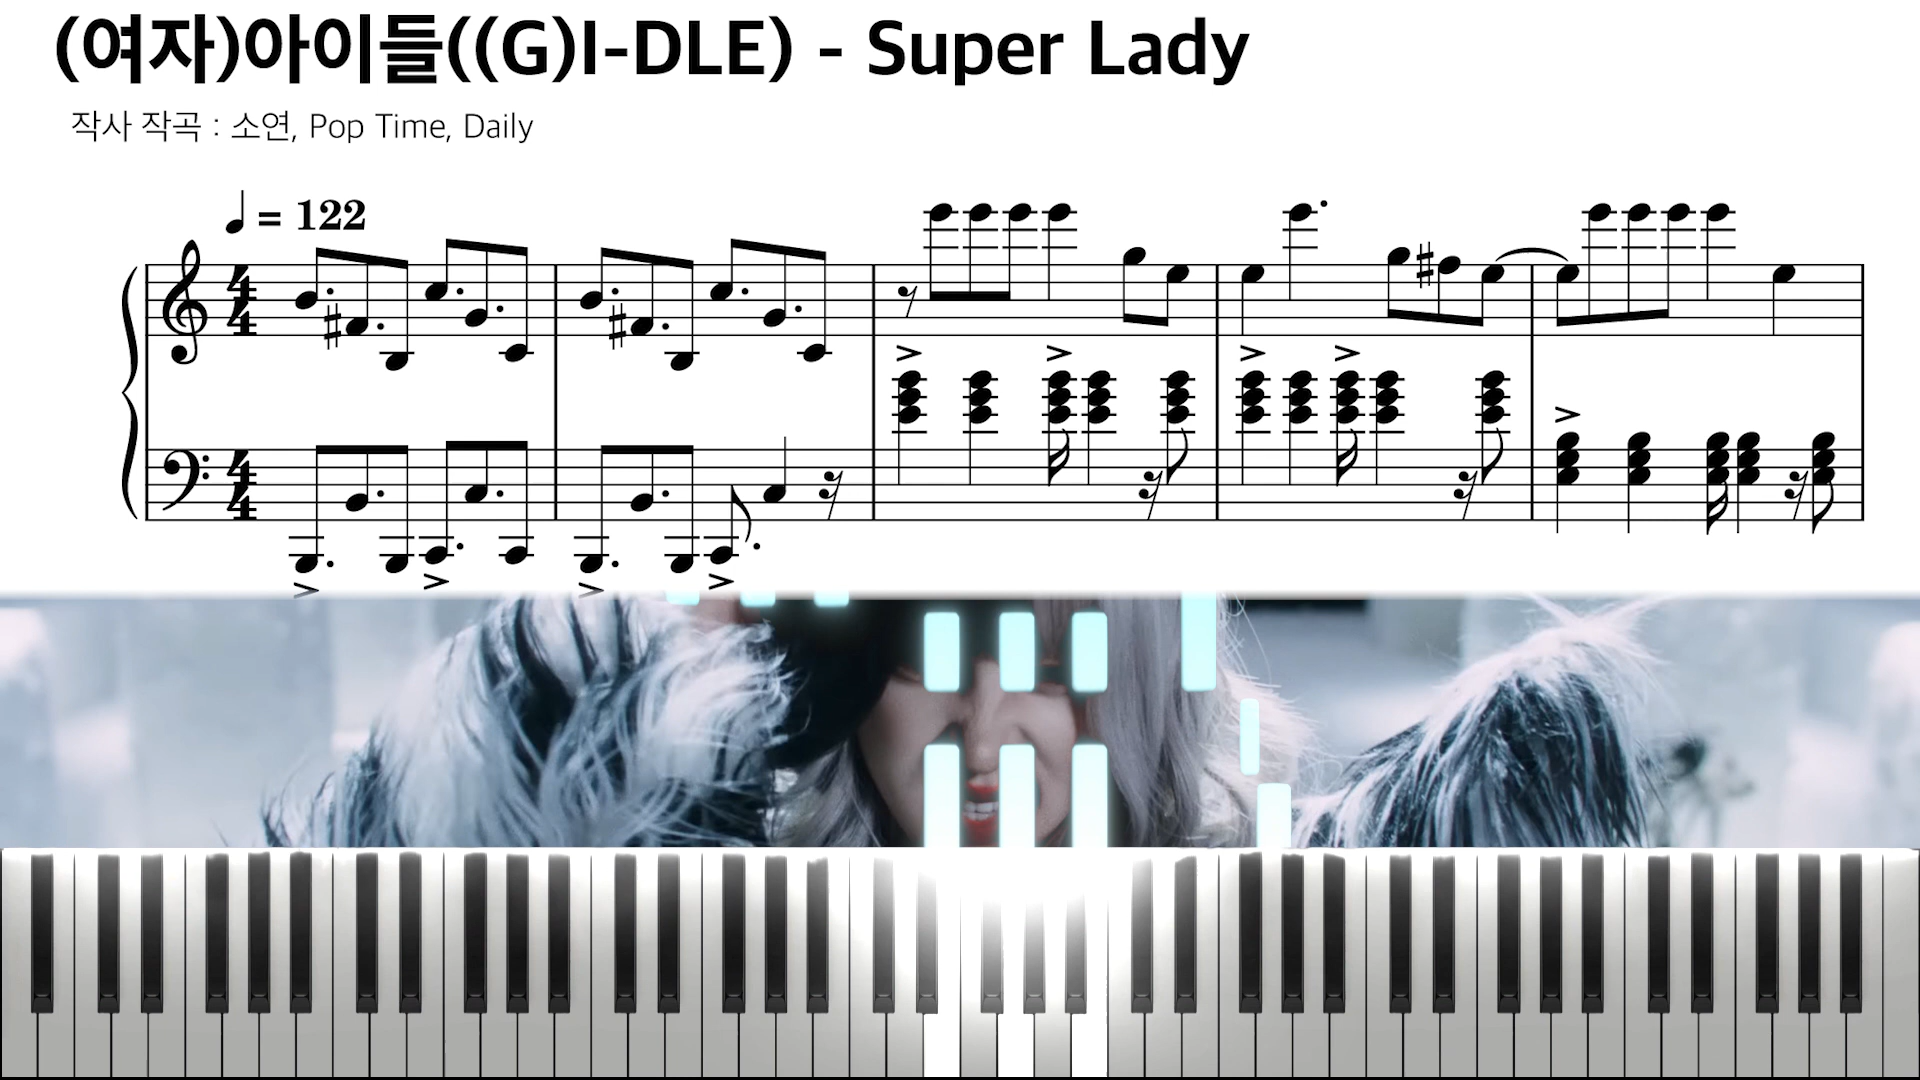 (여자)아이들((G)I-DLE) - Super Lady
작사 작곡 : 소연, Pop Time, Daily
♩ = 122